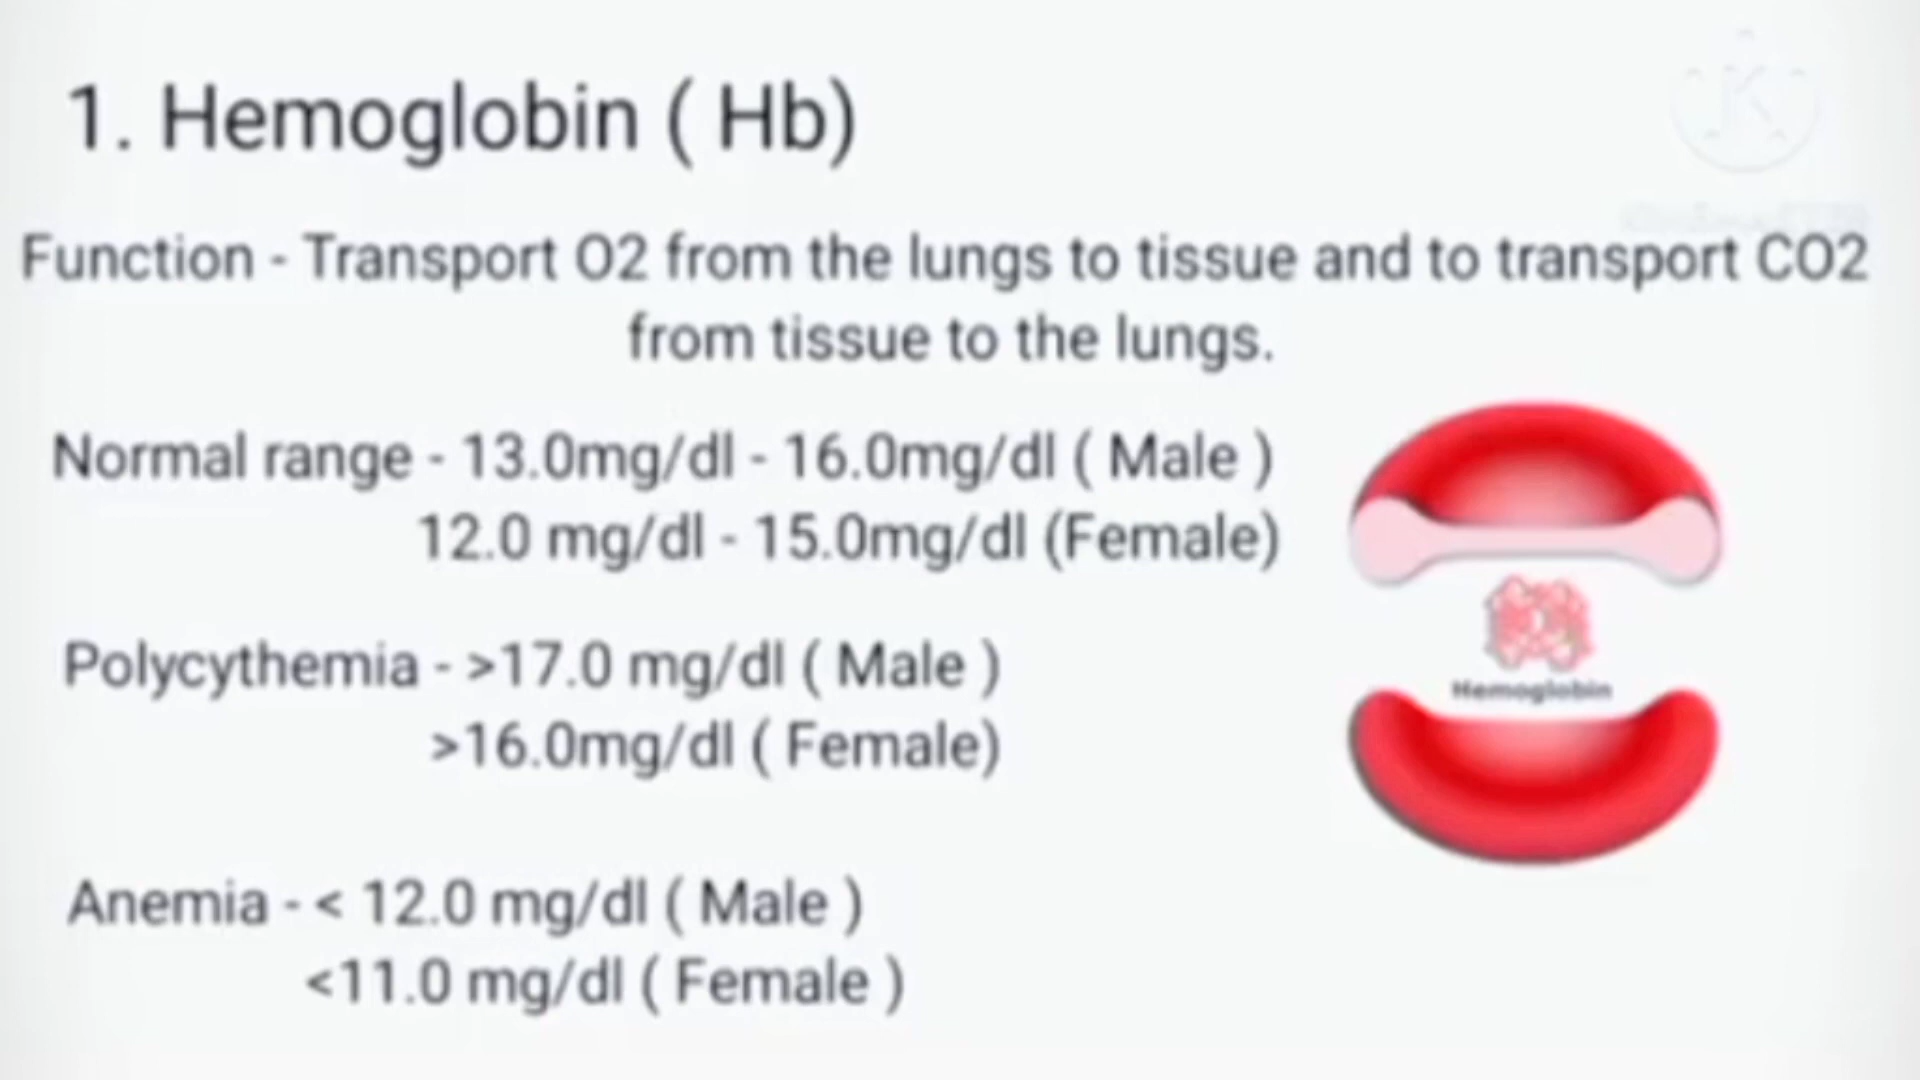 1. Hemoglobin ( Hb)
Function - Transport O2 from the lungs to tissue and to transport CO2
from tissue to the lungs.
Normal range - 13.0mg/dl - 16.0mg/dl ( Male )
12.0 mg/dl - 15.0mg/dl (Female)
Polycythemia - >17.0 mg/dl ( Male )
>16.0mg/dl ( Female)
Hemoglobin
Anemia - < 12.0 mg/dl ( Male )
<11.0 mg/dl ( Female )